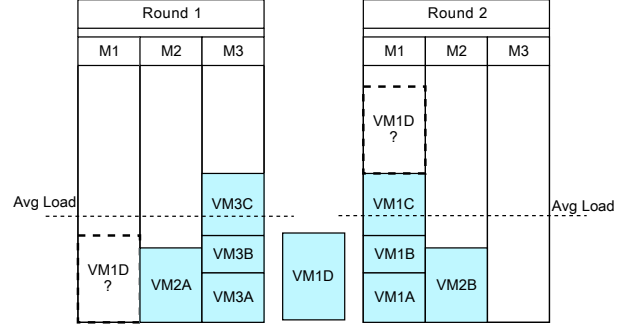 Round 1
Round 2
M1 M2 M3
M1 M2 M3
VM1D
?
Avg Load
VM3C
VM1C
Avg Load
VM1D
?
VM2A
VM3B
VM3A
VM1D
VM1B
VM1A
VM2B